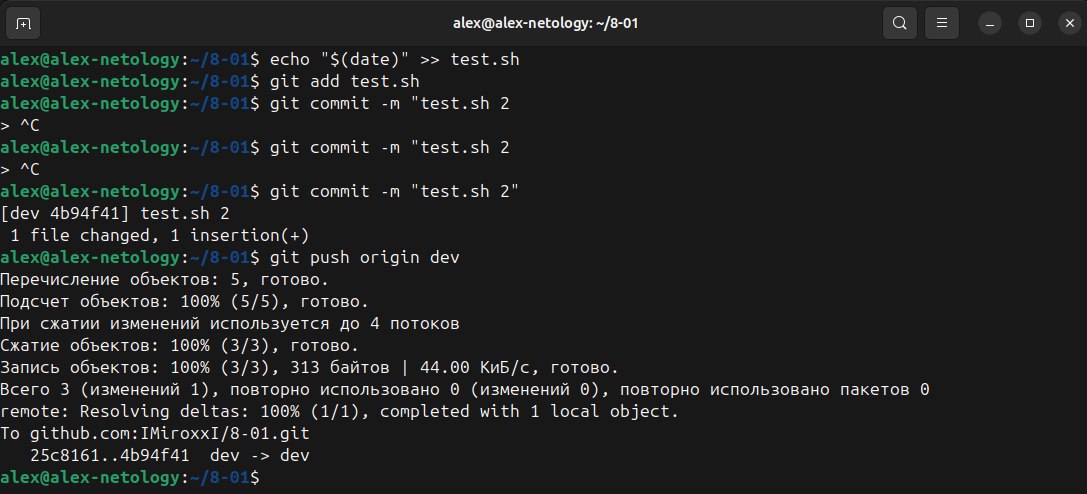 alex@alex-netology: ~/8-01
alex@alex-netology:~/8-01$ echo "$(date)" >> test.sh
alex@alex-netology:~/8-01$ git add test.sh
alex@alex-netology:~/8-01$ git commit -m "test.sh 2
> ^C
alex@alex-netology:~/8-01$ git commit -m "test.sh 2
> ^C
alex@alex-netology:~/8-01$ git commit -m "test.sh 2"
[dev 4b94f41] test.sh 2
 1 file changed, 1 insertion(+)
alex@alex-netology:~/8-01$ git push origin dev
Перечисление объектов: 5, готово.
Подсчет объектов: 100% (5/5), готово.
При сжатии изменений используется до 4 потоков
Сжатие объектов: 100% (3/3), готово.
Запись объектов: 100% (3/3), 313 байтов | 44.00 КиБ/с, готово.
Всего 3 (изменений 1), повторно использовано 0 (изменений 0), повторно использовано пакетов 0
remote: Resolving deltas: 100% (1/1), completed with 1 local object.
To github.com:IMiroxxI/8-01.git
   25c8161..4b94f41  dev -> dev
alex@alex-netology:~/8-01$